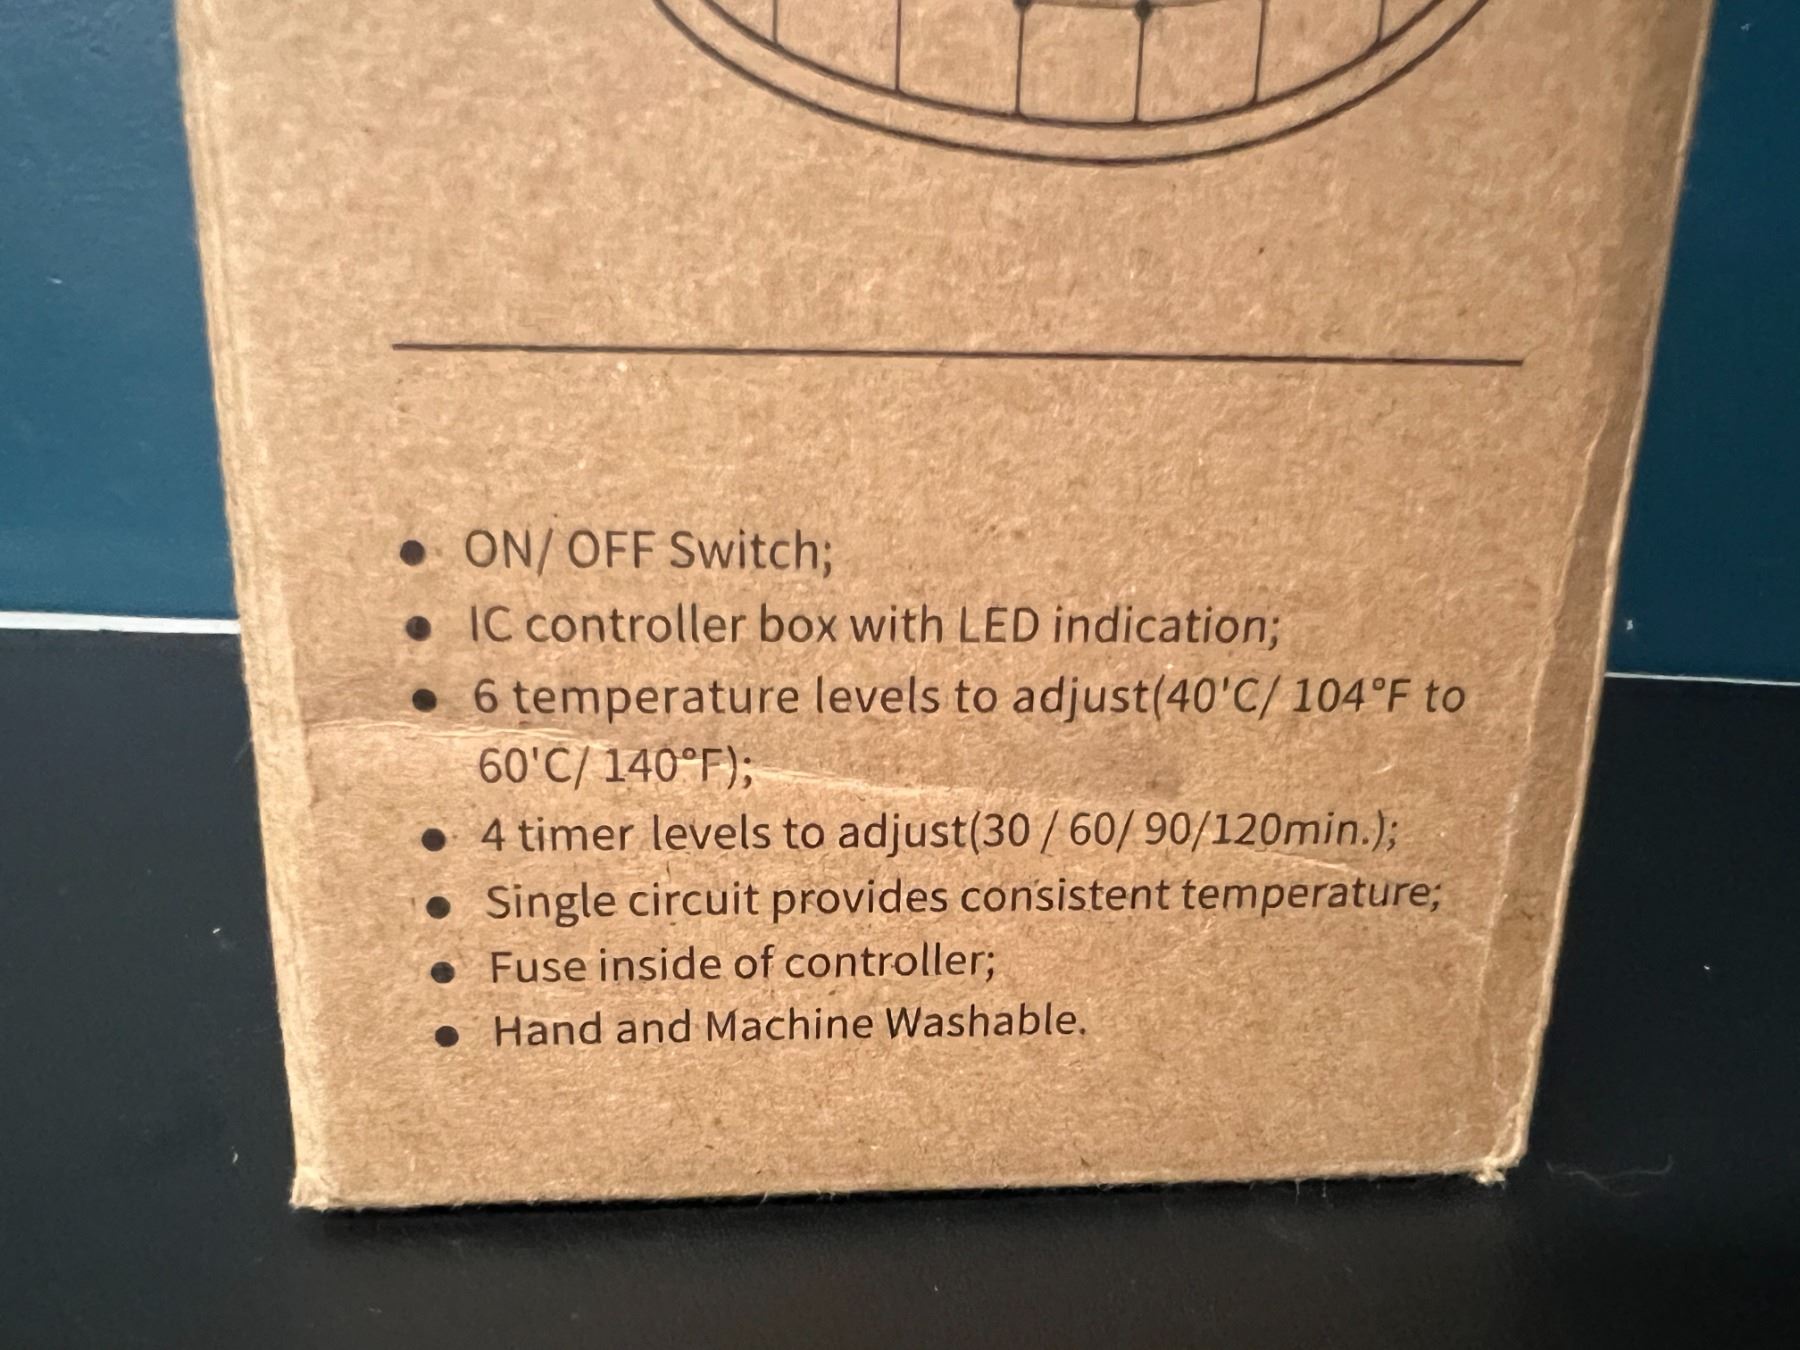 ● ON/ OFF Switch;
● IC controller box with LED indication;
● 6 temperature levels to adjust(40'C/ 104°F to
60'C/ 140°F);
● 4 timer levels to adjust(30 / 60/ 90/120min.);
● Single circuit provides consistent temperature;
● Fuse inside of controller;
● Hand and Machine Washable.